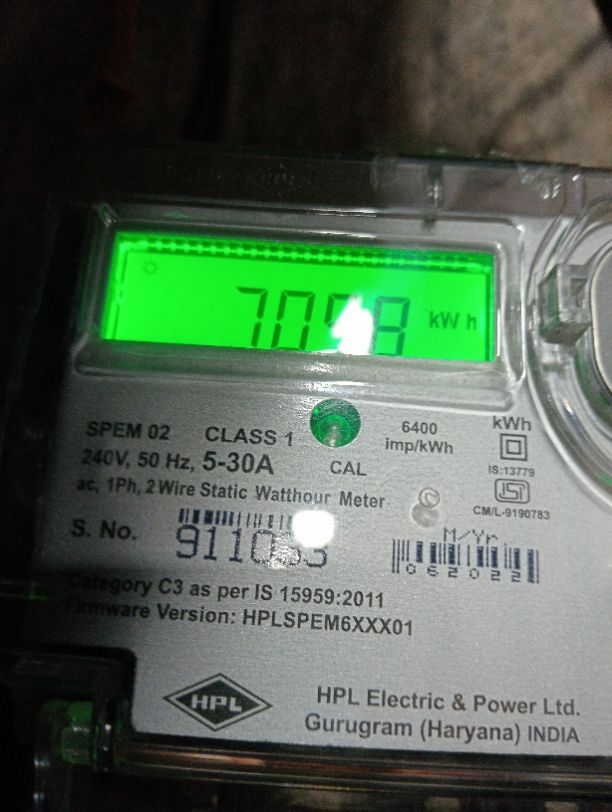 kW h
SPEM 02 CLASS 1
6400
imp/kWh
kWh
240V, 50 Hz, 5-30A
CAL
IS:13779
ISI
CM/L-9190783
ac, 1Ph, 2 Wire Static Watthour Meter
S. No.
M/Yr
062022
Category C3 as per IS 15959:2011
Firmware Version: HPLSPEM6XXX01
HPL
HPL Electric & Power Ltd.
Gurugram (Haryana) INDIA